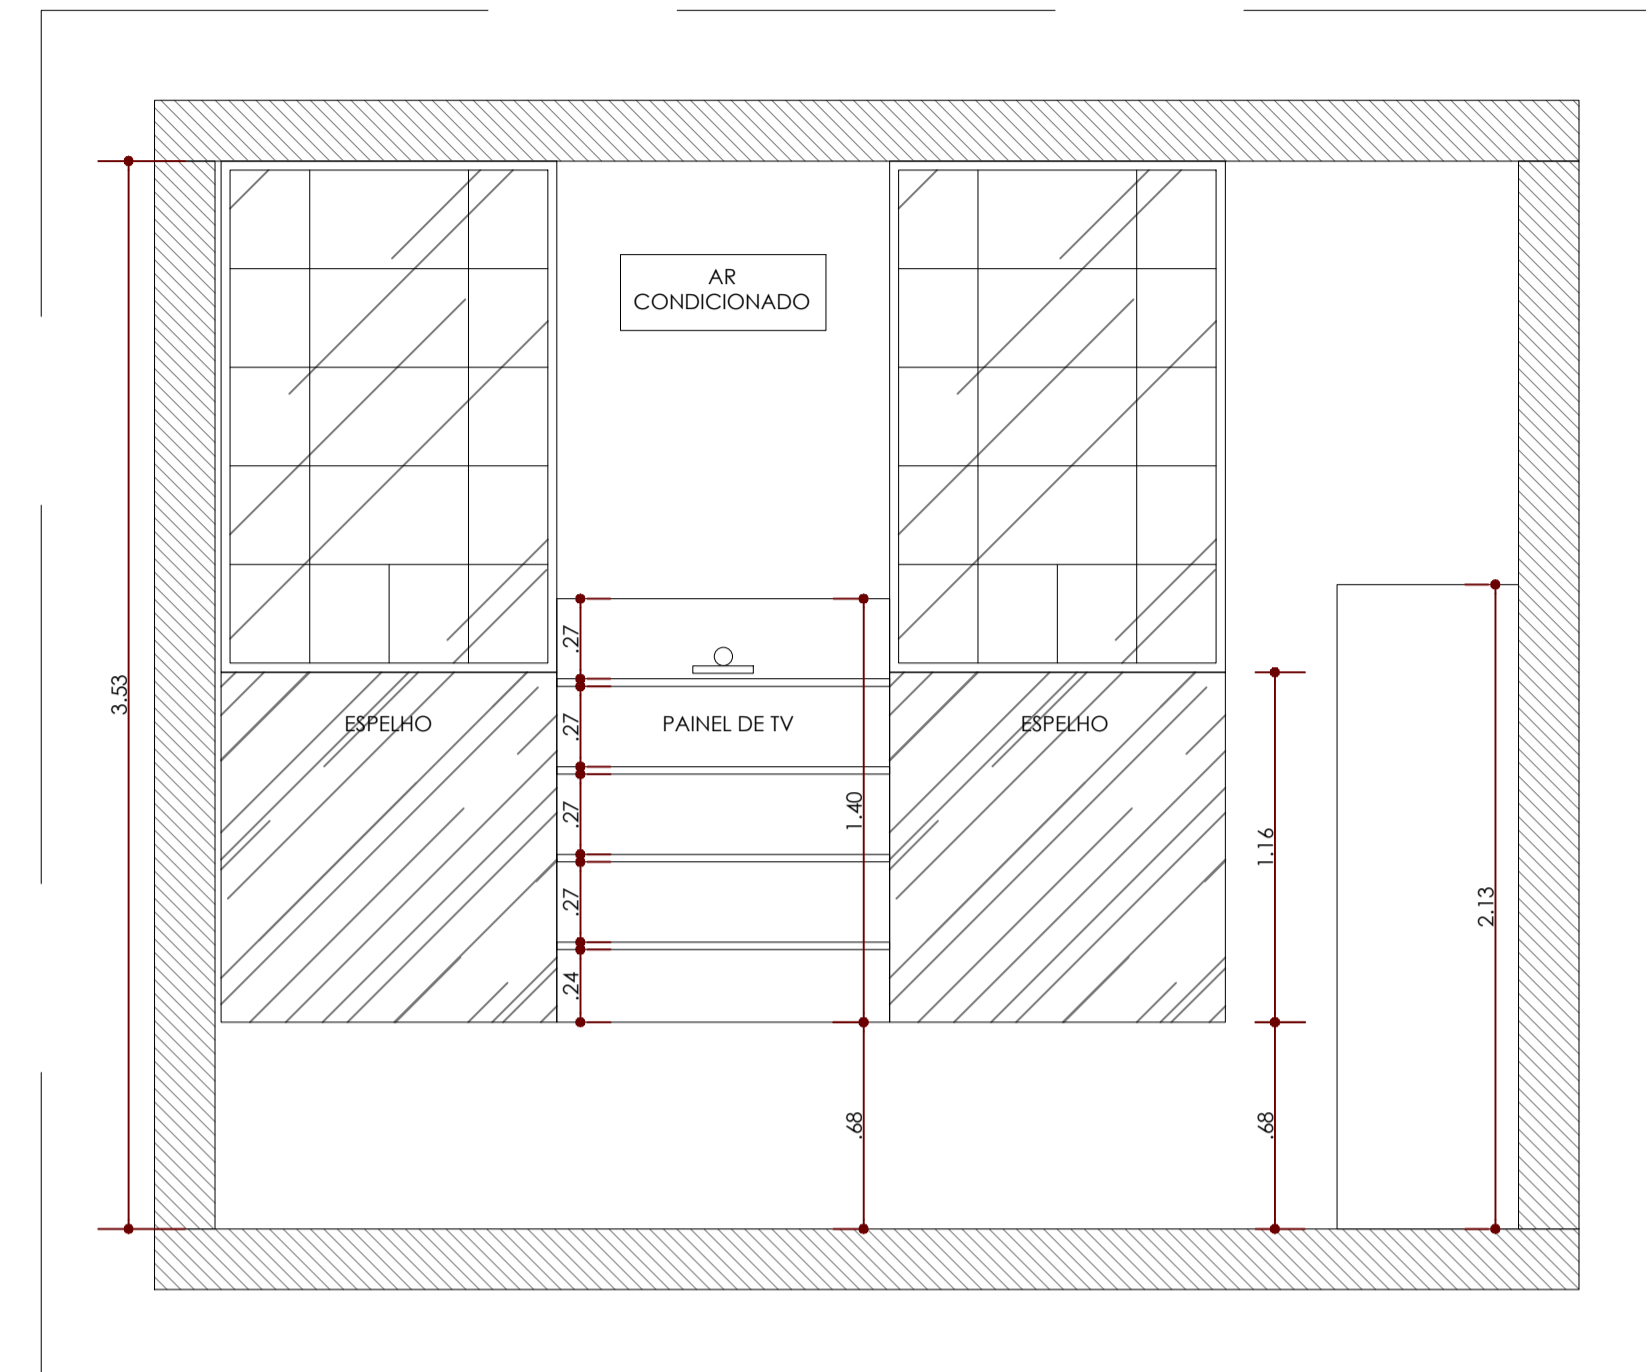 AR
CONDICIONADO
.27
3.53
ESPELHO
.27
PAINEL DE TV
ESPELHO
.27
1.40
1.16
.27
2.13
.24
.68
.68